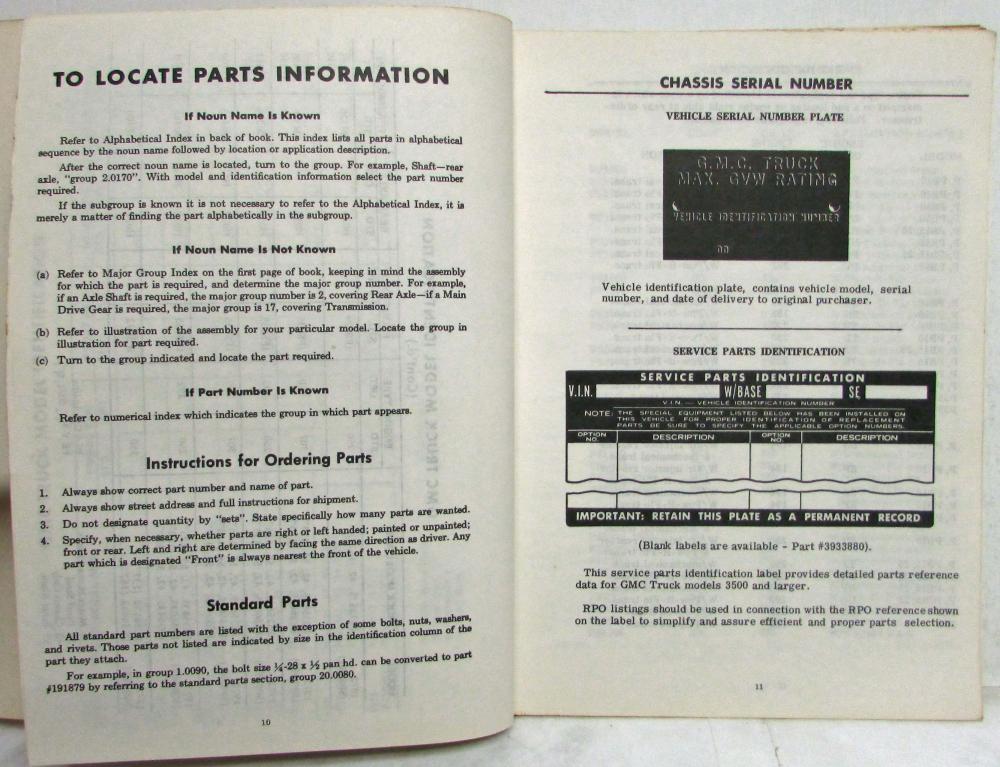 TO LOCATE PARTS INFORMATION
If Noun Name Is Known
Refer to Alphabetical Index in back of book. This index lists all parts in alphabetical
sequence by the noun name followed by location or application description.
After the correct noun name is located, turn to the group. For example, Shaft—rear
axle, "group 2.0170". With model and identification information select the part number
required.
If the subgroup is known it is not necessary to refer to the Alphabetical Index, it is
merely a matter of finding the part alphabetically in the subgroup.
If Noun Name Is Not Known
(a) Refer to Major Group Index on the first page of book, keeping in mind the assembly
for which the part is required, and determine the major group number. For example,
if an Axle Shaft is required, the major group number is 2, covering Rear Axle—if a Main
Drive Gear is required, the major group is 17, covering Transmission.
(b) Refer to illustration of the assembly for your particular model. Locate the group in
illustration for part required.
(c) Turn to the group indicated and locate the part required.
If Part Number Is Known
Refer to numerical index which indicates the group in which part appears.
Instructions for Ordering Parts
1. Always show correct part number and name of part.
2. Always show street address and full instructions for shipment.
3. Do not designate quantity by "sets". State specifically how many parts are wanted.
4. Specify, when necessary, whether parts are right or left handed; painted or unpainted;
front or rear. Left and right are determined by facing the same direction as driver. Any
part which is designated "Front" is always nearest the front of the vehicle.
Standard Parts
All standard part numbers are listed with the exception of some bolts, nuts, washers,
and rivets. Those parts not listed are indicated by size in the identification column of the
part they attach.
For example, in group 1.0090, the bolt size ¼-28 x ½ pan hd. can be converted to part
#191879 by referring to the standard parts section, group 20.0080.
10
CHASSIS SERIAL NUMBER
VEHICLE SERIAL NUMBER PLATE
G.M.C. TRUCK
MAX. GVW RATING
VEHICLE IDENTIFICATION NUMBER
Vehicle identification plate, contains vehicle model, serial
number, and date of delivery to original purchaser.
SERVICE PARTS IDENTIFICATION
SERVICE PARTS IDENTIFICATION
V.I.N. W/BASE SE
V.I.N. — VEHICLE IDENTIFICATION NUMBER
NOTE: THE SPECIAL EQUIPMENT LISTED BELOW HAS BEEN INSTALLED ON
THIS VEHICLE FOR PROPER IDENTIFICATION OF REPLACEMENT
PARTS BE SURE TO SPECIFY THE APPLICABLE OPTION NUMBERS.
OPTION NO. DESCRIPTION OPTION NO. DESCRIPTION
IMPORTANT: RETAIN THIS PLATE AS A PERMANENT RECORD
(Blank labels are available - Part #3933880).
This service parts identification label provides detailed parts reference
data for GMC Truck models 3500 and larger.
RPO listings should be used in connection with the RPO reference shown
on the label to simplify and assure efficient and proper parts selection.
11